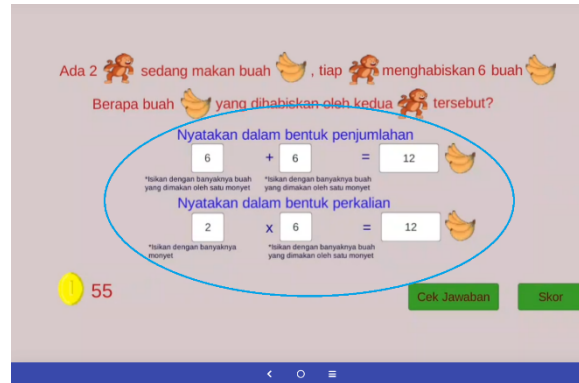 Ada 2 sedang makan buah , tiap menghabiskan 6 buah
Berapa buah yang dihabiskan oleh kedua tersebut?
Nyatakan dalam bentuk penjumlahan
6 + 6 = 12
*Isikan dengan banyaknya buah yang dimakan oleh satu monyet
*Isikan dengan banyaknya buah yang dimakan oleh satu monyet
Nyatakan dalam bentuk perkalian
2 x 6 = 12
*Isikan dengan banyaknya monyet
*Isikan dengan banyaknya buah yang dimakan oleh satu monyet
1 55
Cek Jawaban Skor